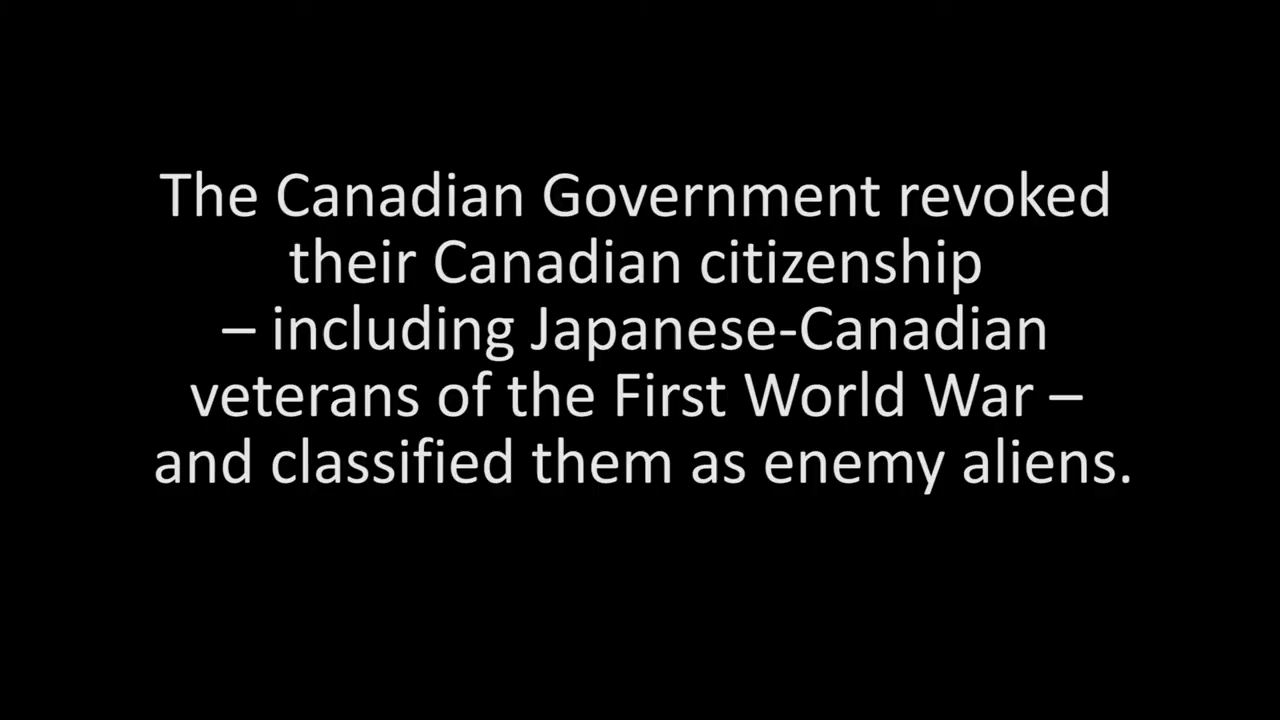 The Canadian Government revoked
their Canadian citizenship
– including Japanese-Canadian
veterans of the First World War –
and classified them as enemy aliens.